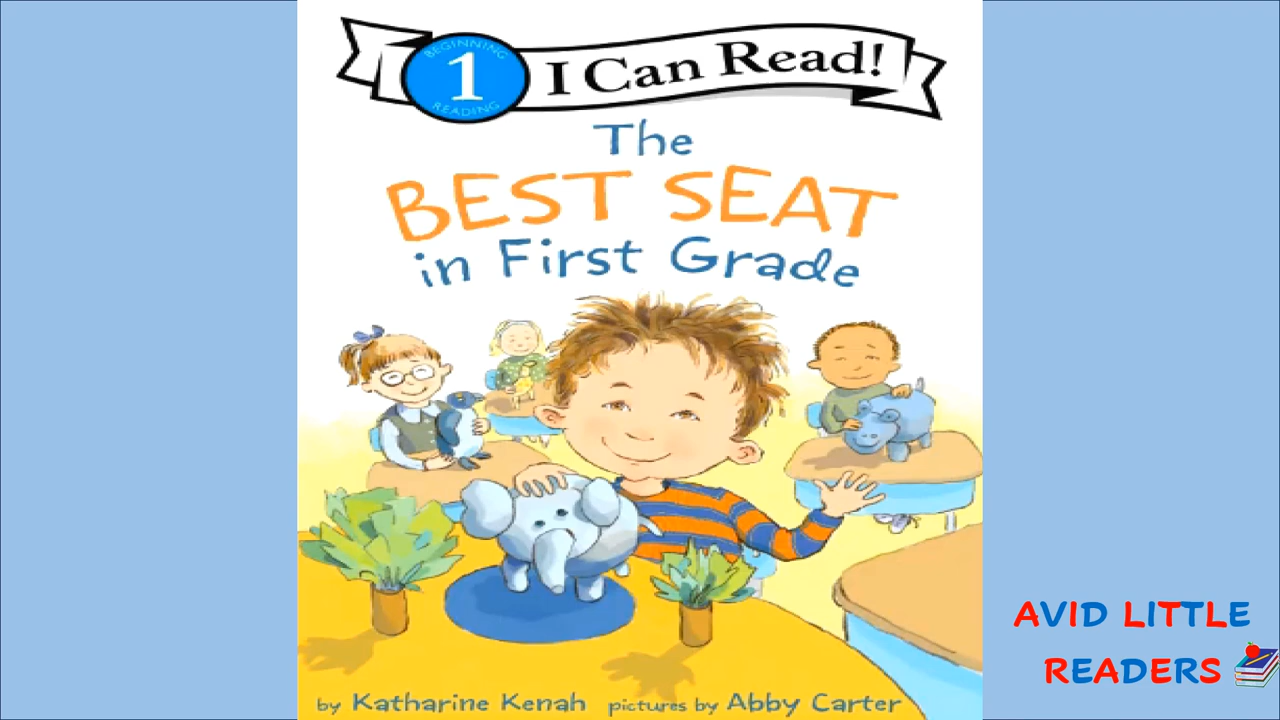 BEGINNING
1
READING
I Can Read!
The
BEST SEAT
in First Grade
by Katharine Kenah pictures by Abby Carter
AVID LITTLE
READERS